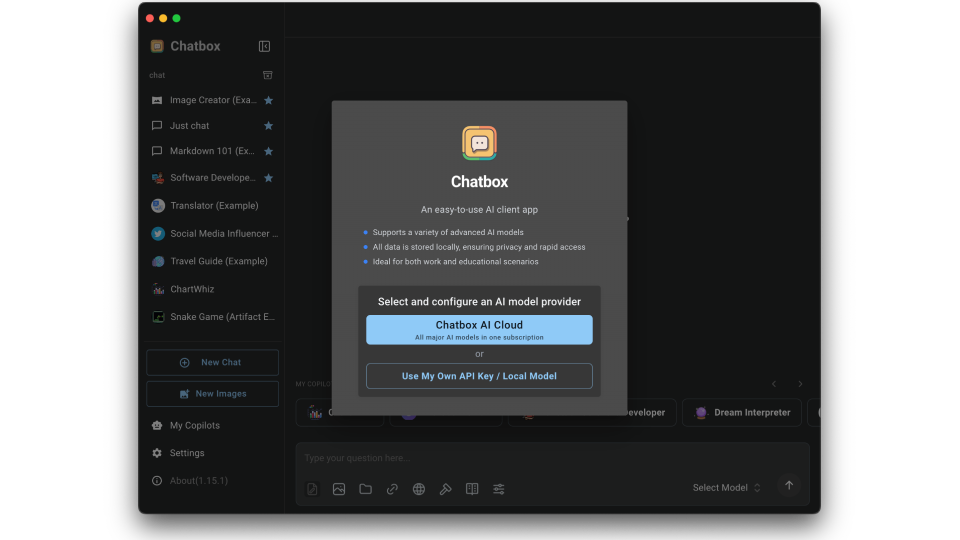 Chatbox
chat
Image Creator (Exa...
Just chat
Markdown 101 (Ex...
Software Develope...
Translator (Example)
Social Media Influencer ...
Travel Guide (Example)
ChartWhiz
Snake Game (Artifact E...
New Chat
New Images
My Copilots
Settings
About(1.15.1)
Chatbox
An easy-to-use AI client app
Supports a variety of advanced AI models
All data is stored locally, ensuring privacy and rapid access
Ideal for both work and educational scenarios
Select and configure an AI model provider
Chatbox AI Cloud
All major AI models in one subscription
or
Use My Own API Key / Local Model
MY COPILO
C
eveloper
Dream Interpreter
Type your question here...
Select Model